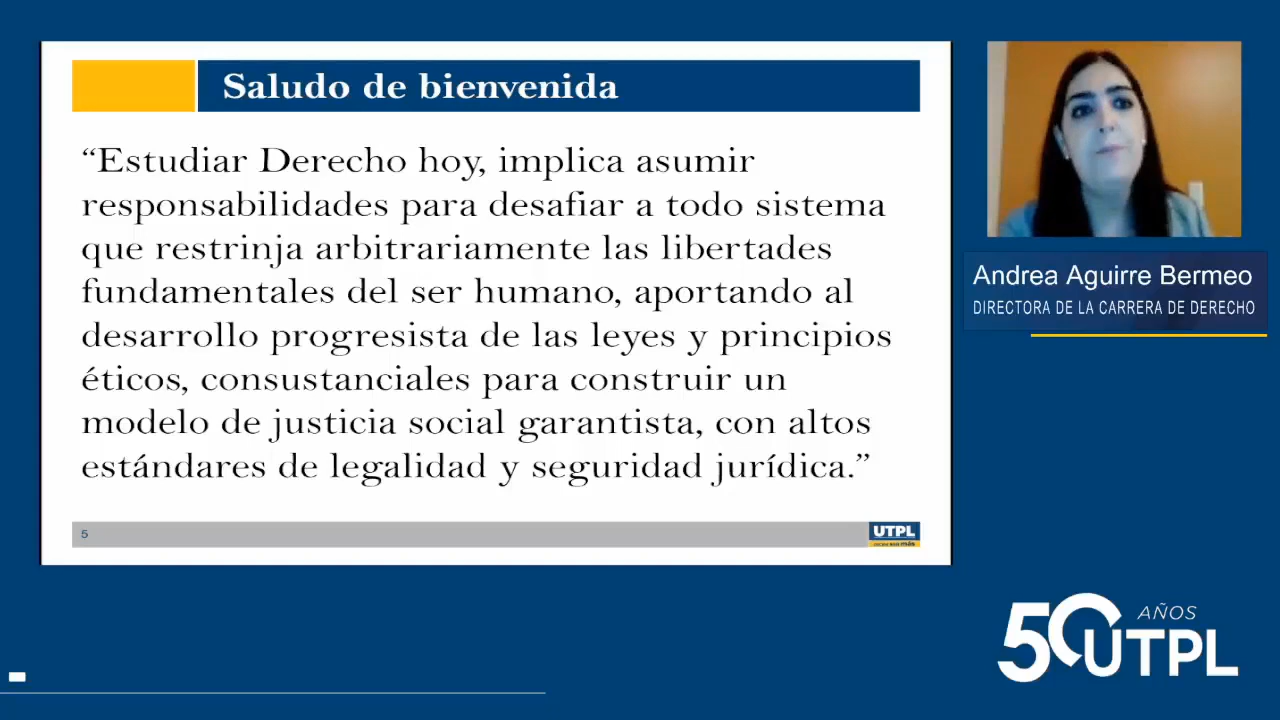 Saludo de bienvenida
“Estudiar Derecho hoy, implica asumir
responsabilidades para desafiar a todo sistema
que restrinja arbitrariamente las libertades
fundamentales del ser humano, aportando al
desarrollo progresista de las leyes y principios
éticos, consustanciales para construir un
modelo de justicia social garantista, con altos
estándares de legalidad y seguridad jurídica.”
5
UTPL
Andrea Aguirre Bermeo
DIRECTORA DE LA CARRERA DE DERECHO
50 AÑOS
UTPL